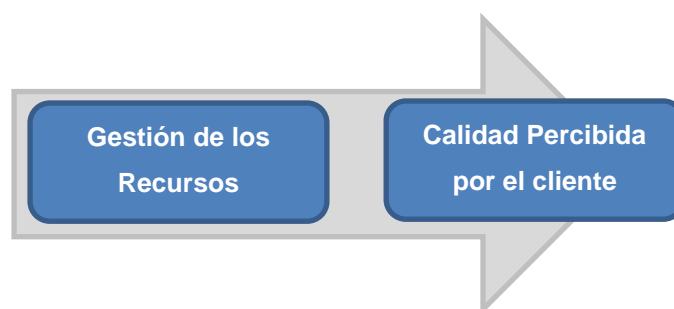 Gestión de los
Recursos
Calidad Percibida
por el cliente